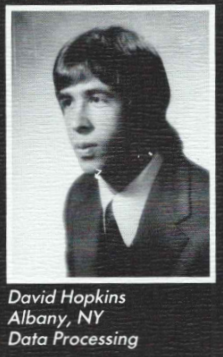 David Hopkins
Albany, NY
Data Processing